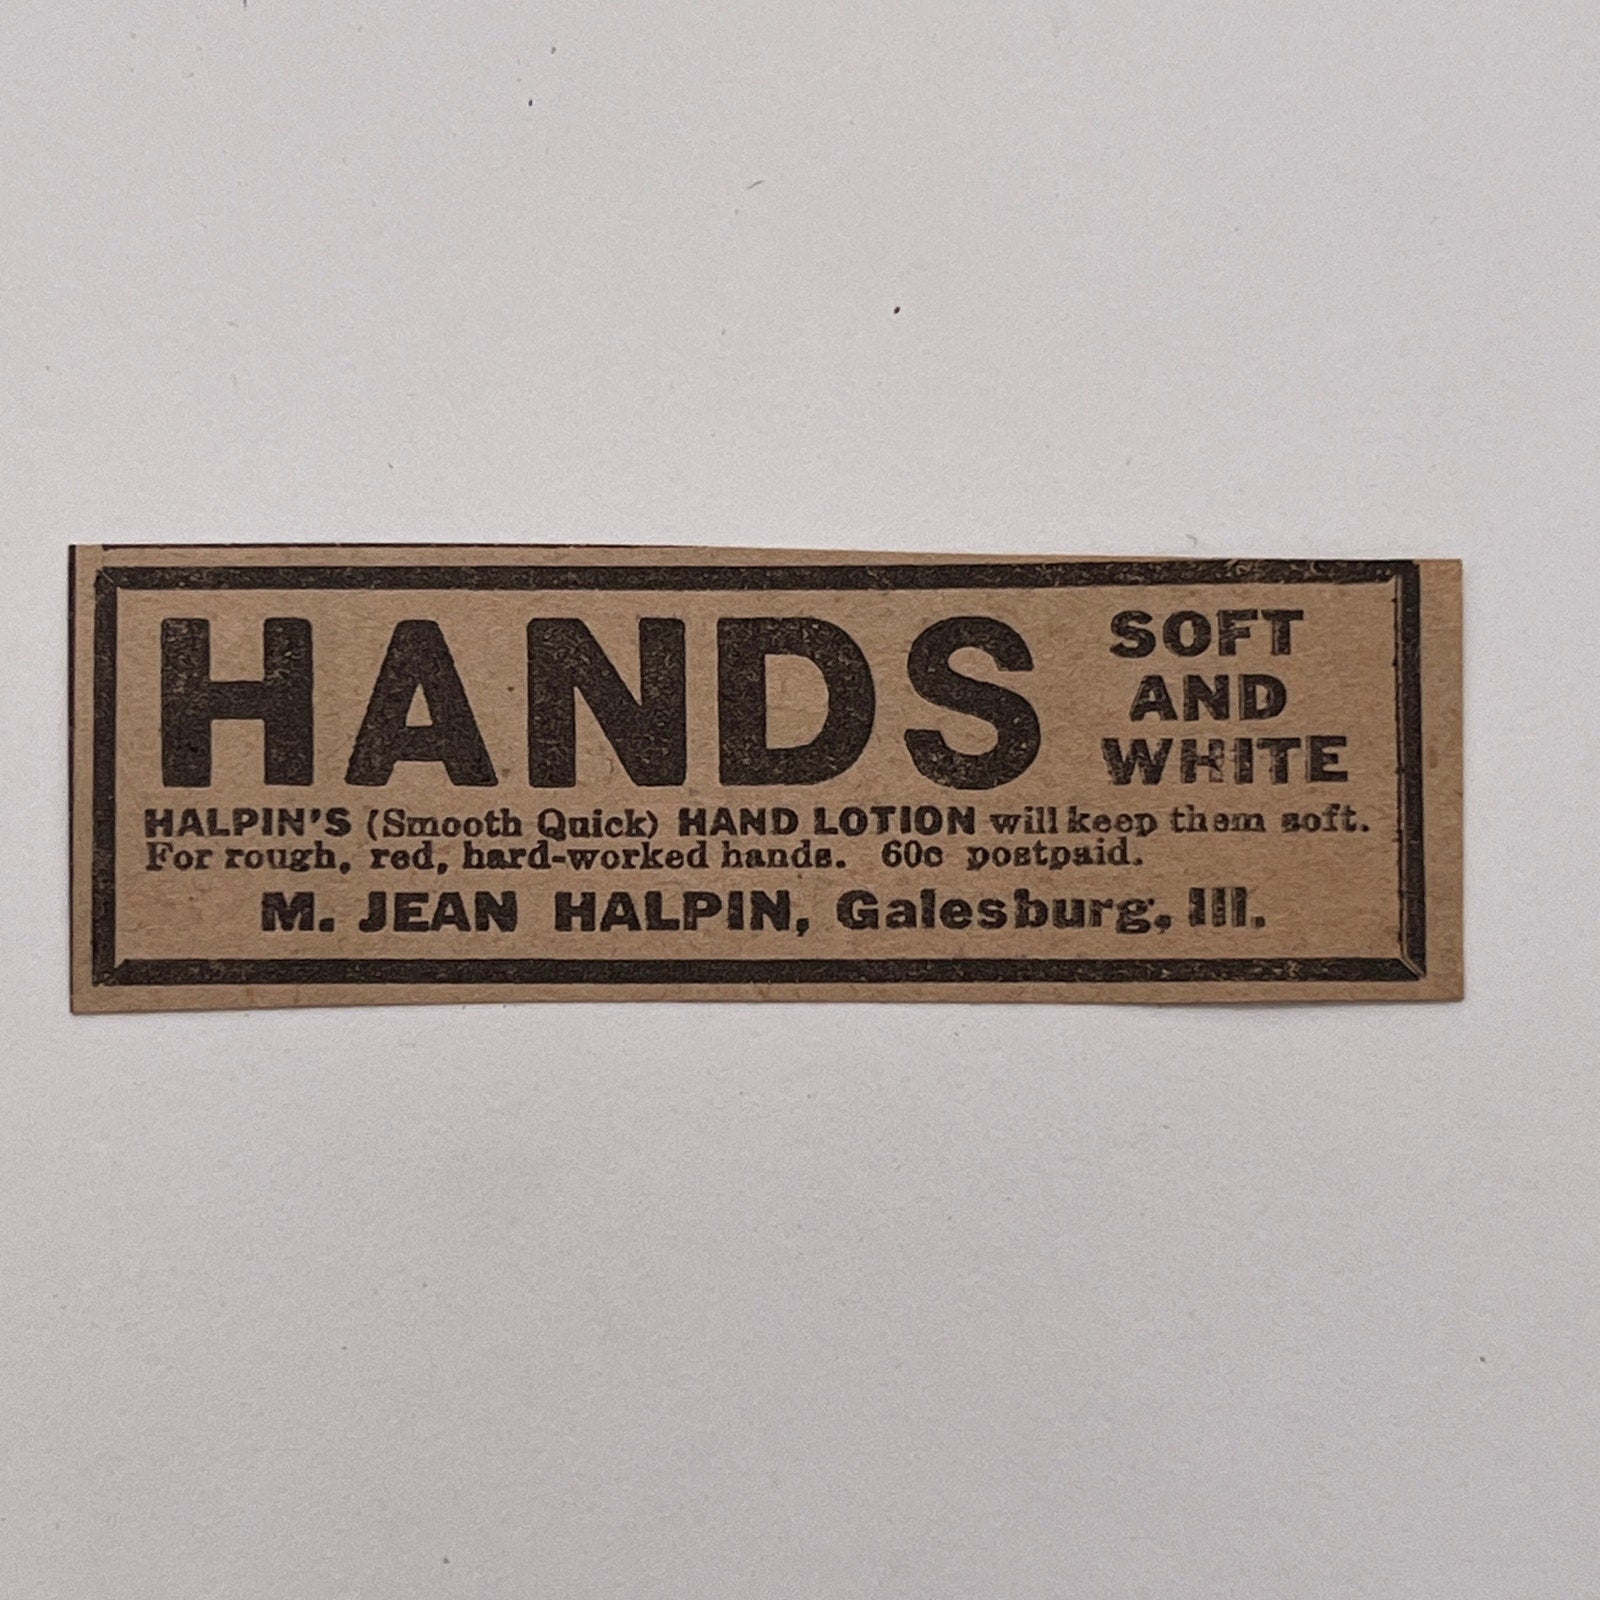 HANDS SOFT
AND
WHITE
HALPIN'S (Smooth Quick) HAND LOTION will keep them soft.
For rough, red, hard-worked hands. 60c postpaid.
M. JEAN HALPIN, Galesburg, Ill.